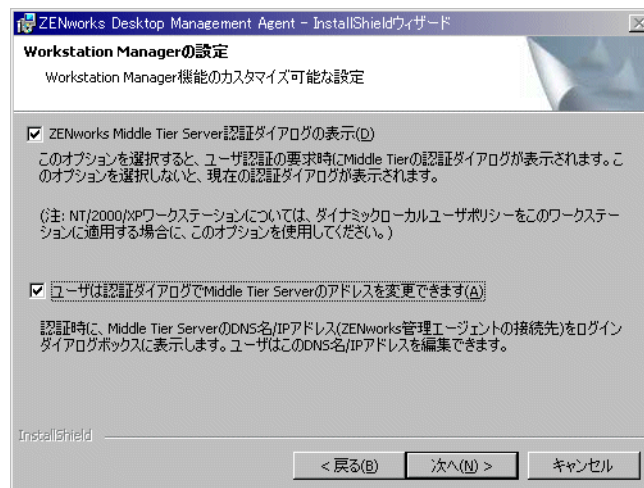 ZENworks Desktop Management Agent - InstallShieldウィザード
Workstation Managerの設定
Workstation Manager機能のカスタマイズ可能な設定
ZENworks Middle Tier Server認証ダイアログの表示(D)
このオプションを選択すると、ユーザ認証の要求時にMiddle Tierの認証ダイアログが表示されます。こ
のオプションを選択しないと、現在の認証ダイアログが表示されます。
(注: NT/2000/XPワークステーションについては、ダイナミックローカルユーザポリシーをこのワークステー
ションに適用する場合に、このオプションを使用してください。)
ユーザは認証ダイアログでMiddle Tier Serverのアドレスを変更できます(A)
認証時に、Middle Tier ServerのDNS名/IPアドレス(ZENworks管理エージェントの接続先)をログイン
ダイアログボックスに表示します。ユーザはこのDNS名/IPアドレスを編集できます。
InstallShield
< 戻る(B)
次へ(N) >
キャンセル